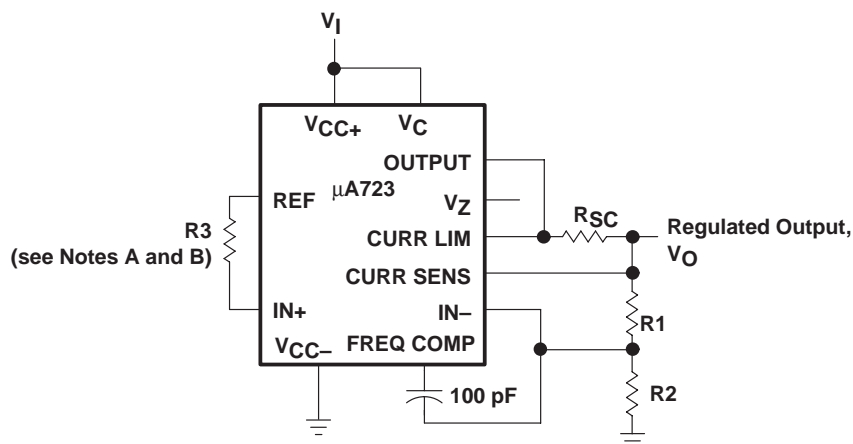 VI
VCC+ VC
OUTPUT
REF μA723
VZ
RSC
Regulated Output,
VO
R3
(see Notes A and B)
CURR LIM
CURR SENS
IN+
IN–
R1
VCC–
FREQ COMP
100 pF
R2